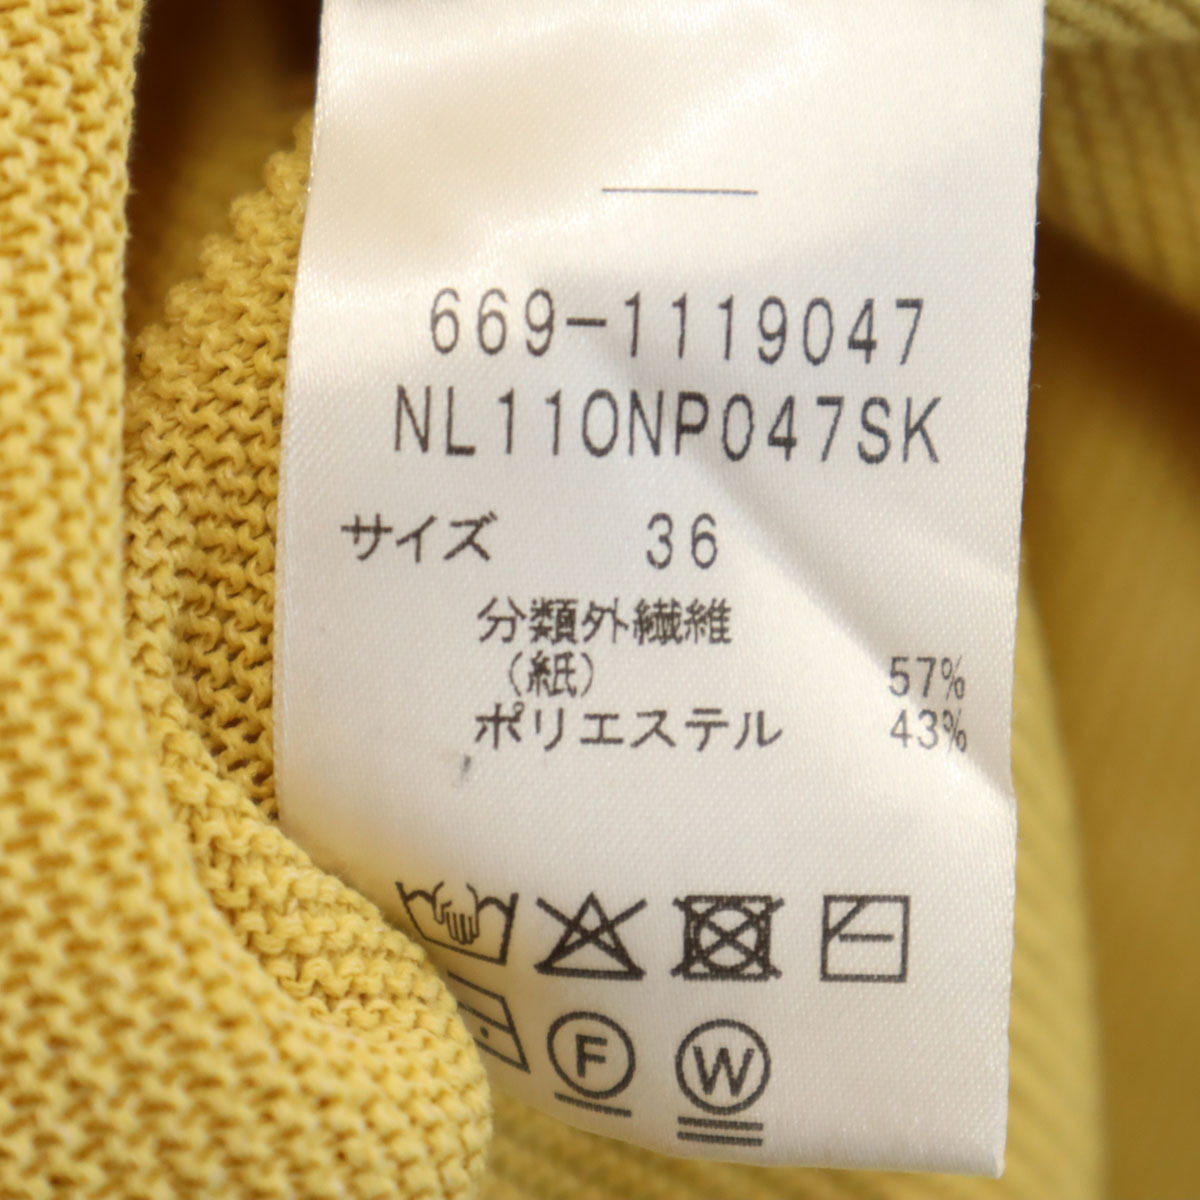 669-1119047
NL110NP047SK
サイズ 36
分類外繊維
(紙) 57%
ポリエステル 43%
F
W